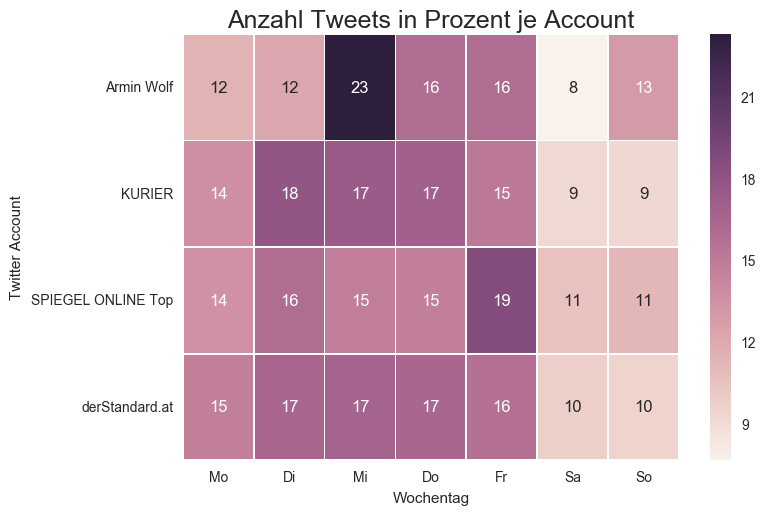 Anzahl Tweets in Prozent je Account
Twitter Account
Armin Wolf 12 12 23 16 16 8 13
KURIER 14 18 17 17 15 9 9
SPIEGEL ONLINE Top 14 16 15 15 19 11 11
derStandard.at 15 17 17 17 16 10 10
Mo Di Mi Do Fr Sa So
Wochentag
21
18
15
12
9